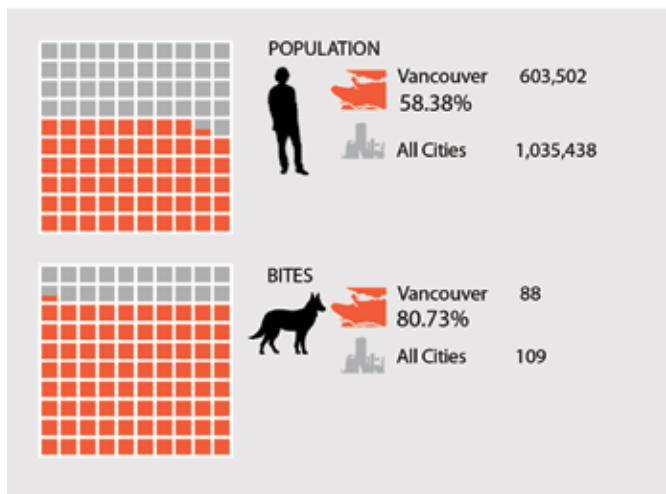 POPULATION
Vancouver 603,502
58.38%
All Cities 1,035,438
BITES
Vancouver 88
80.73%
All Cities 109